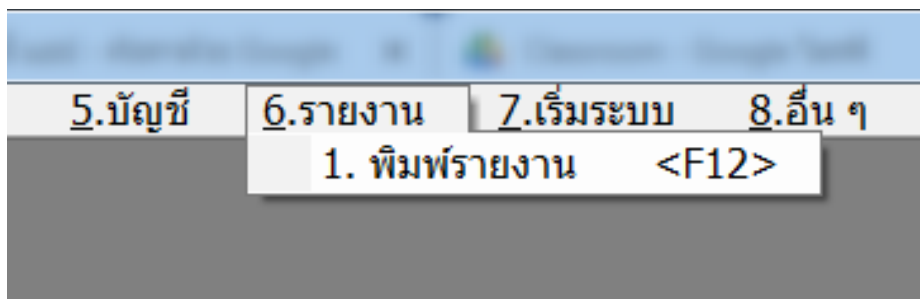 5.บัญชี 6.รายงาน 7.เริ่มระบบ 8.อื่น ๆ
1. พิมพ์รายงาน <F12>